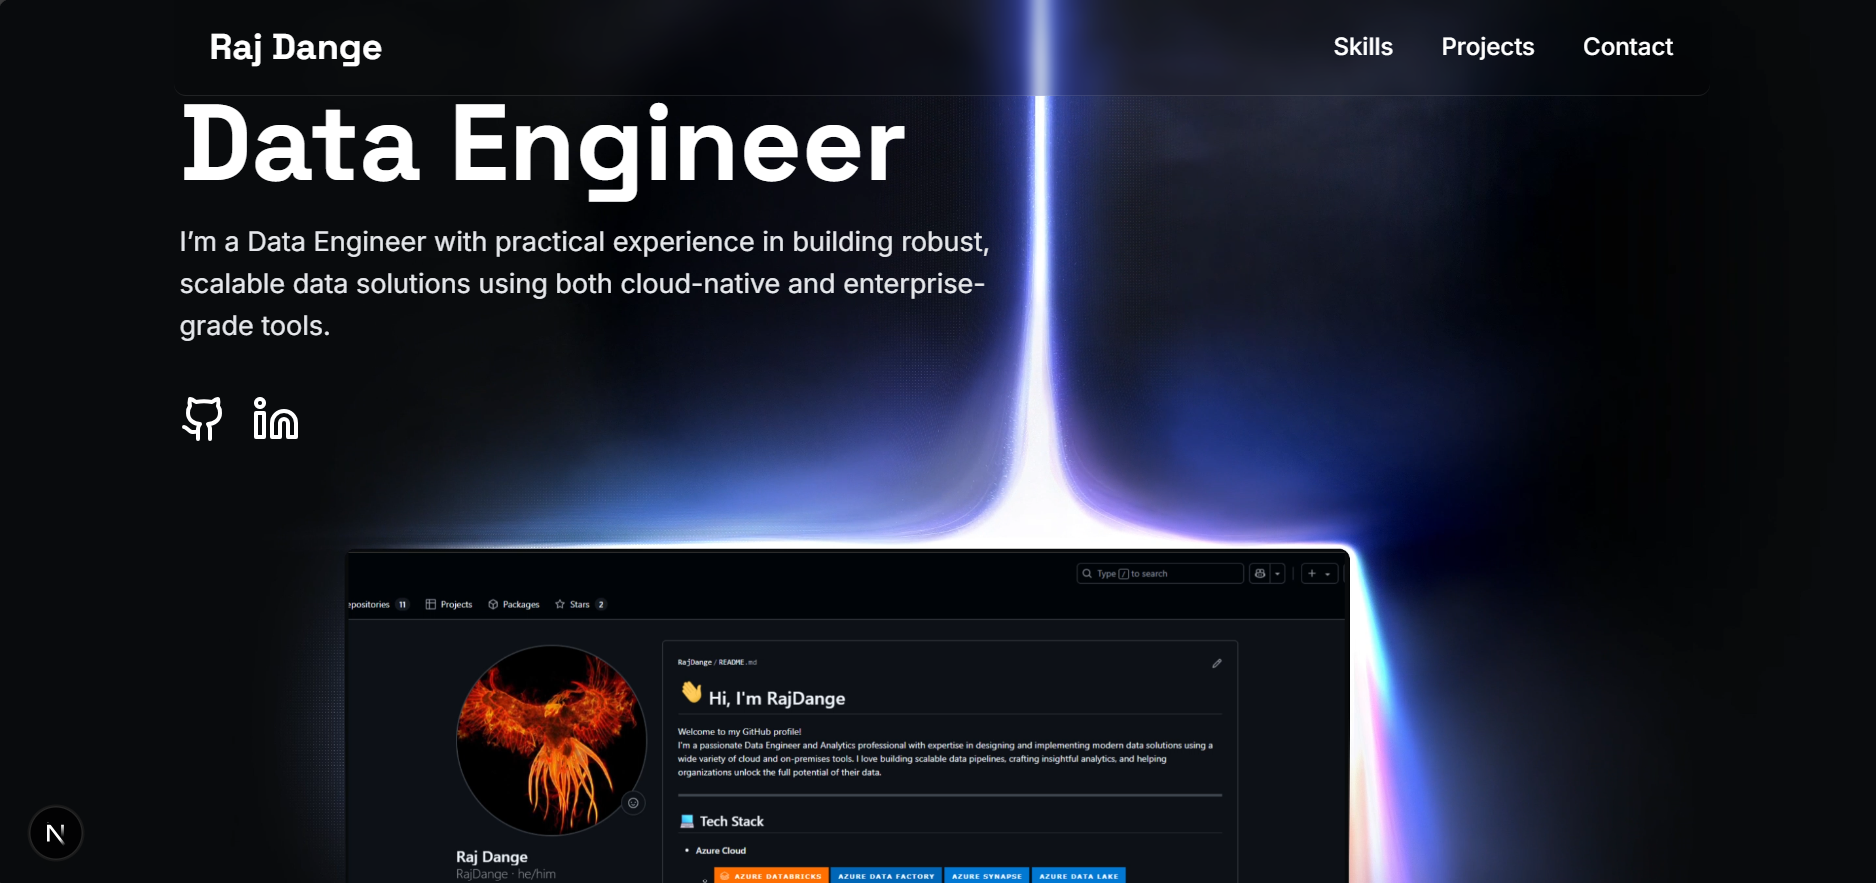 Raj Dange
Skills Projects Contact
Data Engineer
I’m a Data Engineer with practical experience in building robust,
scalable data solutions using both cloud-native and enterprise-
grade tools.
in
Type / to search
epositories 11 Projects Packages Stars 2
RajDange / README.md
👋 Hi, I'm RajDange
Welcome to my GitHub profile!
I'm a passionate Data Engineer and Analytics professional with expertise in designing and implementing modern data solutions using a
wide variety of cloud and on-premises tools. I love building scalable data pipelines, crafting insightful analytics, and helping
organizations unlock the full potential of their data.
💻 Tech Stack
• Azure Cloud
AZURE DATABRICKS AZURE DATA FACTORY AZURE SYNAPSE AZURE DATA LAKE
Raj Dange
RajDange · he/him
N